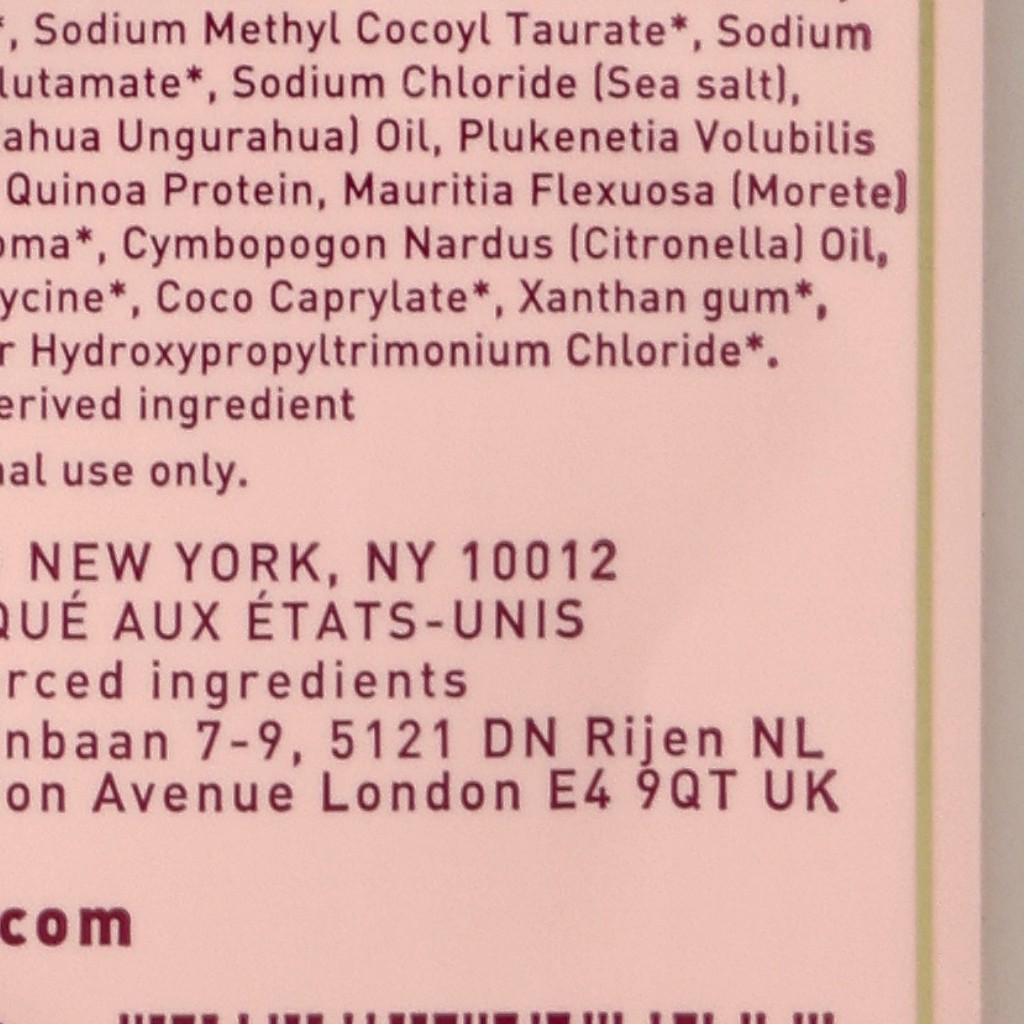 *, Sodium Methyl Cocoyl Taurate*, Sodium
lutamate*, Sodium Chloride (Sea salt),
ahua Ungurahua) Oil, Plukenetia Volubilis
Quinoa Protein, Mauritia Flexuosa (Morete)
oma*, Cymbopogon Nardus (Citronella) Oil,
ycine*, Coco Caprylate*, Xanthan gum*,
r Hydroxypropyltrimonium Chloride*.
erived ingredient
nal use only.
NEW YORK, NY 10012
QUÉ AUX ÉTATS-UNIS
rced ingredients
nbaan 7-9, 5121 DN Rijen NL
on Avenue London E4 9QT UK
.com